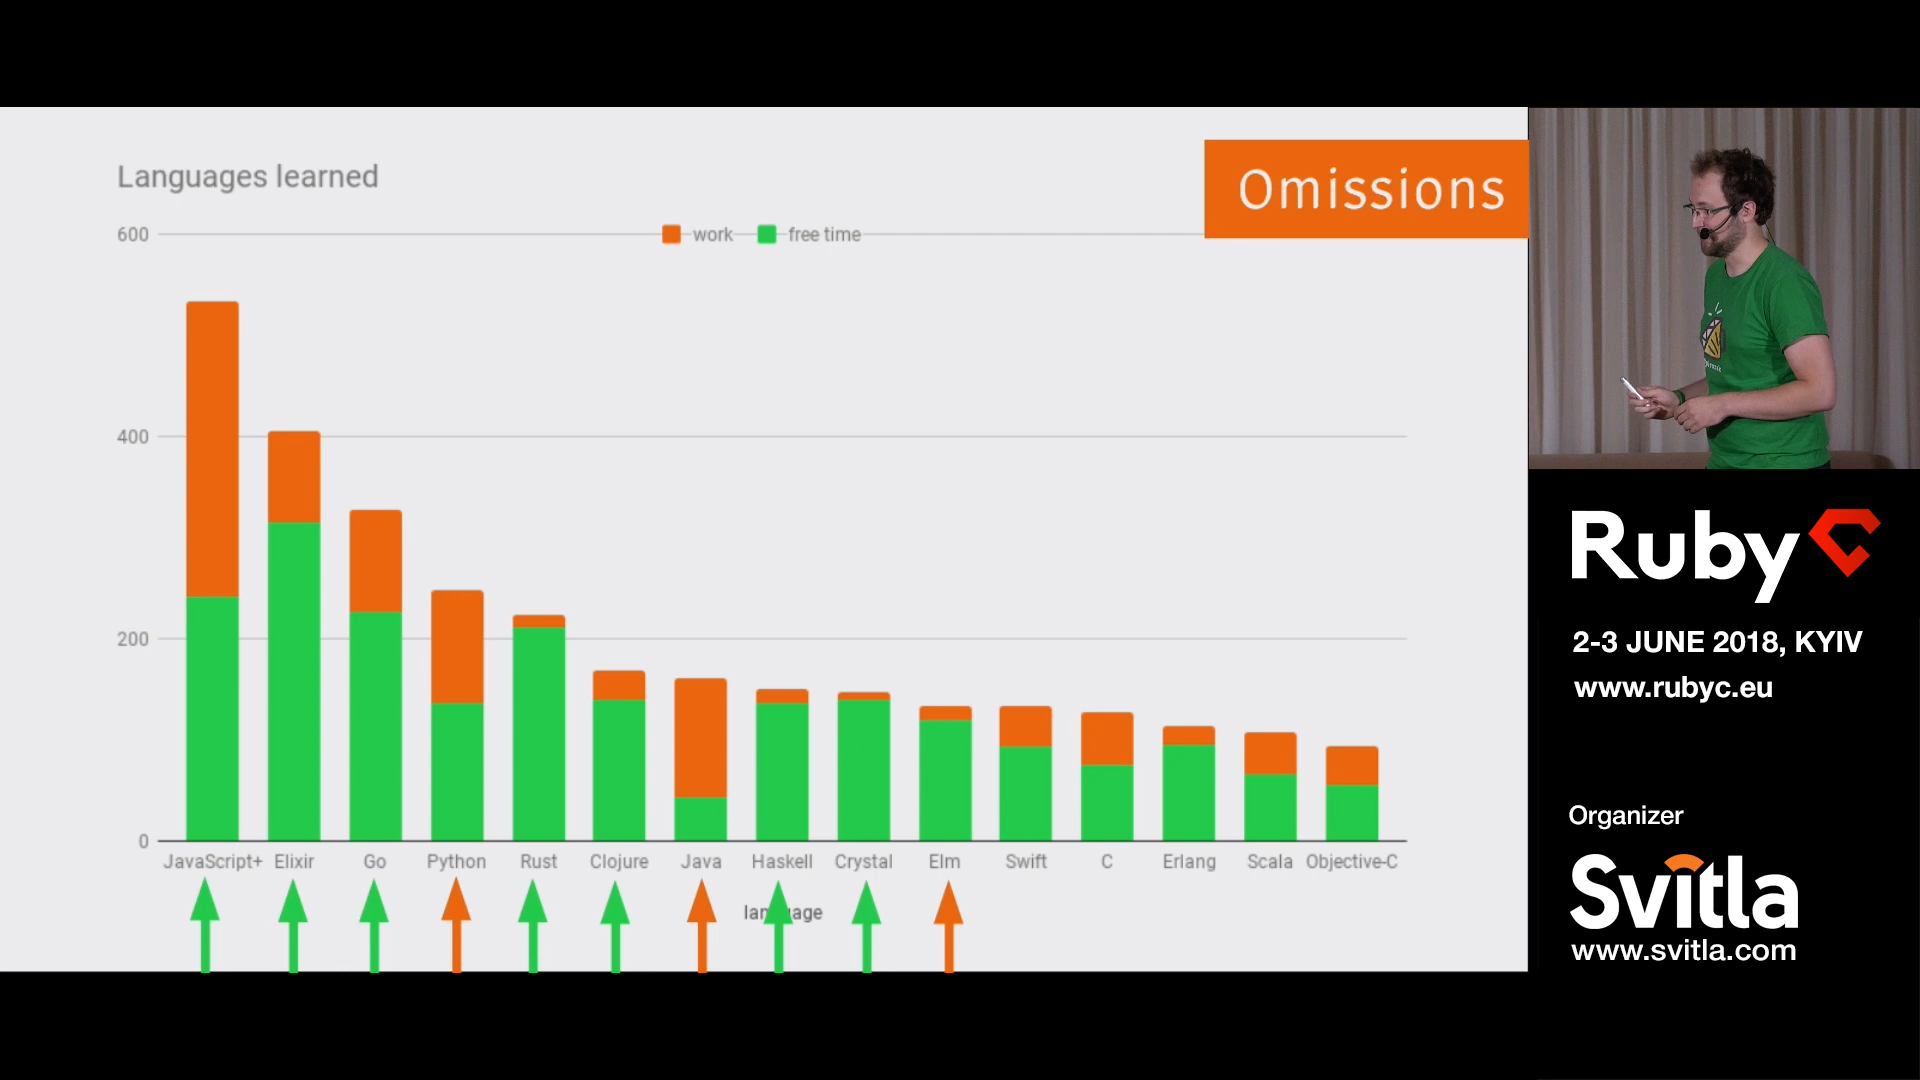 Languages learned
Omissions
work
free time
600
400
200
0
JavaScript+ Elixir Go Python Rust Clojure Java Haskell Crystal Elm Swift C Erlang Scala Objective-C
Ruby
2-3 JUNE 2018, KYIV
www.rubyc.eu
Organizer
Svitla
www.svitla.com